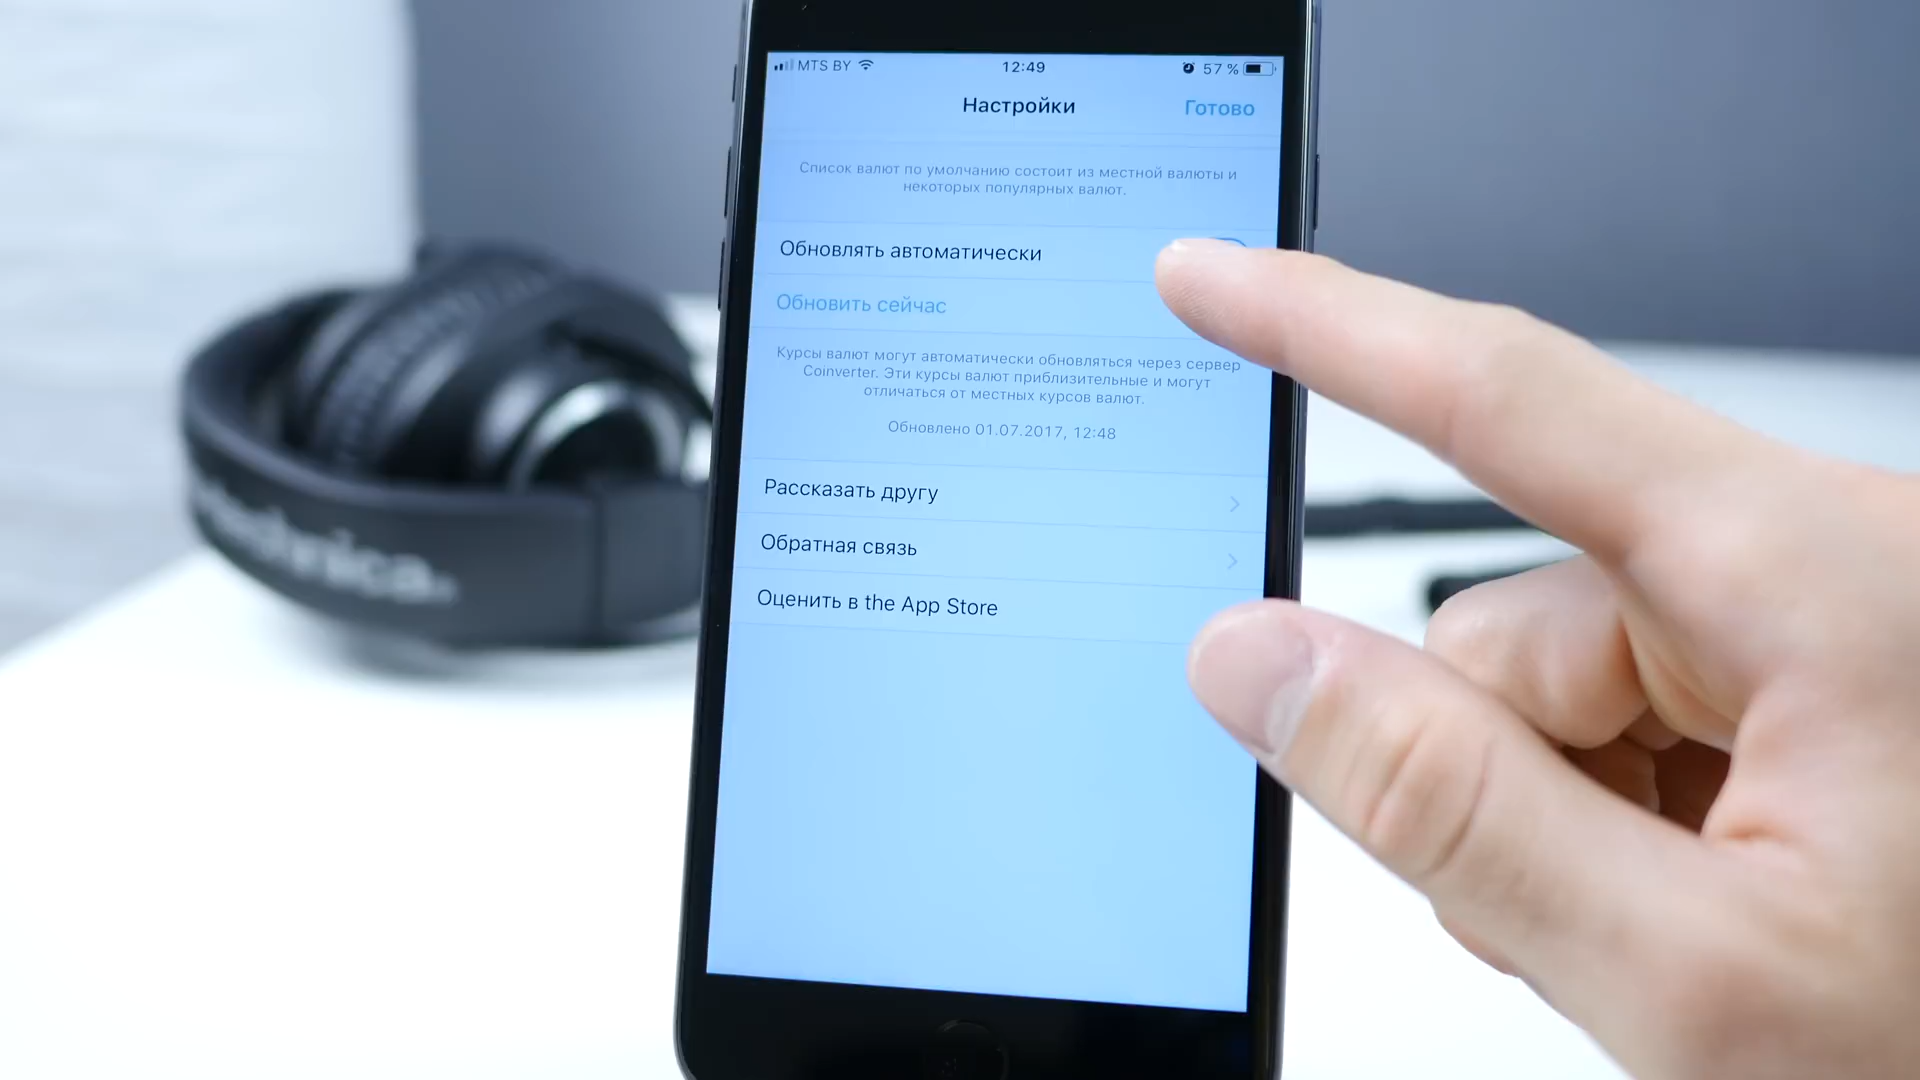 MTS BY
12:49
57 %
Настройки
Готово
Список валют по умолчанию состоит из местной валюты и
некоторых популярных валют.
Обновлять автоматически
Обновить сейчас
Курсы валют могут автоматически обновляться через сервер
Coinverter. Эти курсы валют приблизительные и могут
отличаться от местных курсов валют.
Обновлено 01.07.2017, 12:48
Рассказать другу
Обратная связь
Оценить в the App Store